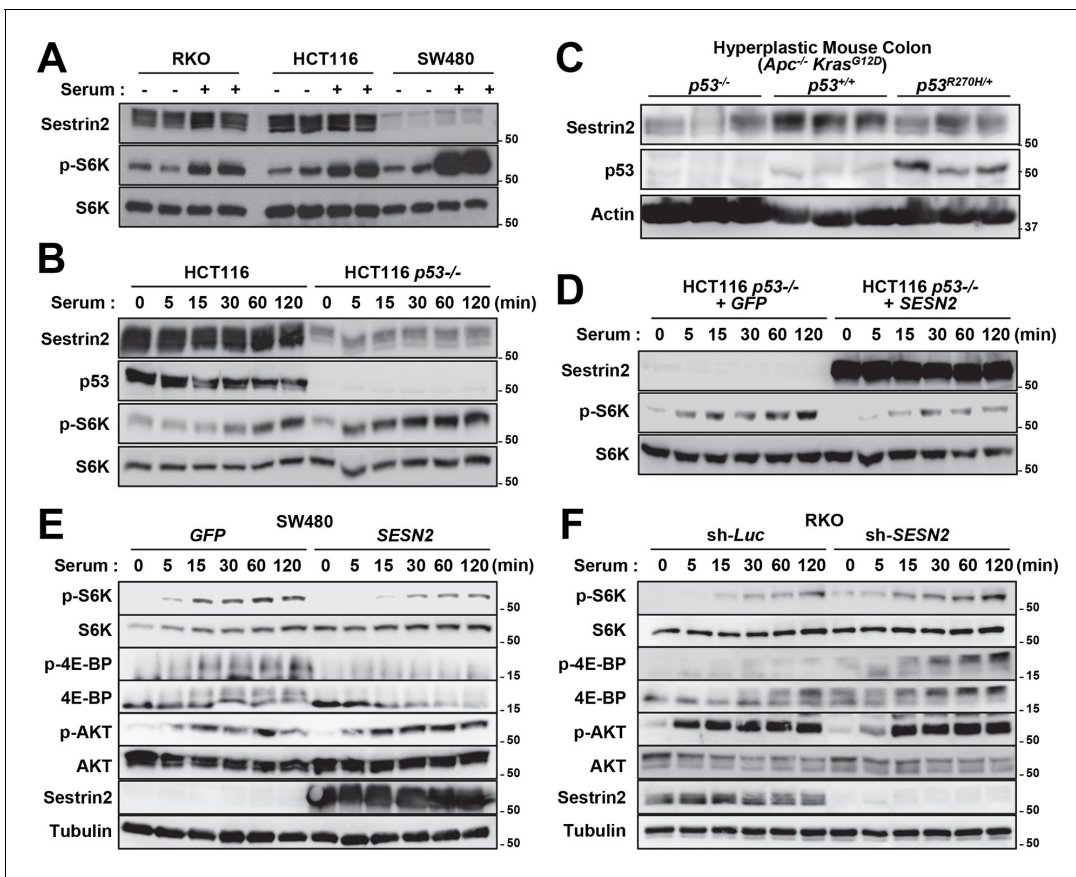 A
RKO HCT116 SW480
Serum : - - + + - - + + - - + +
Sestrin2
50
p-S6K
50
S6K
50
B
HCT116 HCT116 p53-/-
Serum : 0 5 15 30 60 120 0 5 15 30 60 120 (min)
Sestrin2
50
p53
50
p-S6K
50
S6K
50
C
Hyperplastic Mouse Colon
(Apc-/- KrasG12D)
p53-/- p53+/+ p53R270H/+
Sestrin2
50
p53
50
Actin
37
D
HCT116 p53-/- HCT116 p53-/-
+ GFP + SESN2
Serum : 0 5 15 30 60 120 0 5 15 30 60 120 (min)
Sestrin2
50
p-S6K
50
S6K
50
E
SW480
GFP SESN2
Serum : 0 5 15 30 60 120 0 5 15 30 60 120 (min)
p-S6K
50
S6K
50
p-4E-BP
15
4E-BP
15
p-AKT
50
AKT
50
Sestrin2
50
Tubulin
50
F
RKO
sh-Luc sh-SESN2
Serum : 0 5 15 30 60 120 0 5 15 30 60 120 (min)
p-S6K
50
S6K
50
p-4E-BP
15
4E-BP
15
p-AKT
50
AKT
50
Sestrin2
50
Tubulin
50